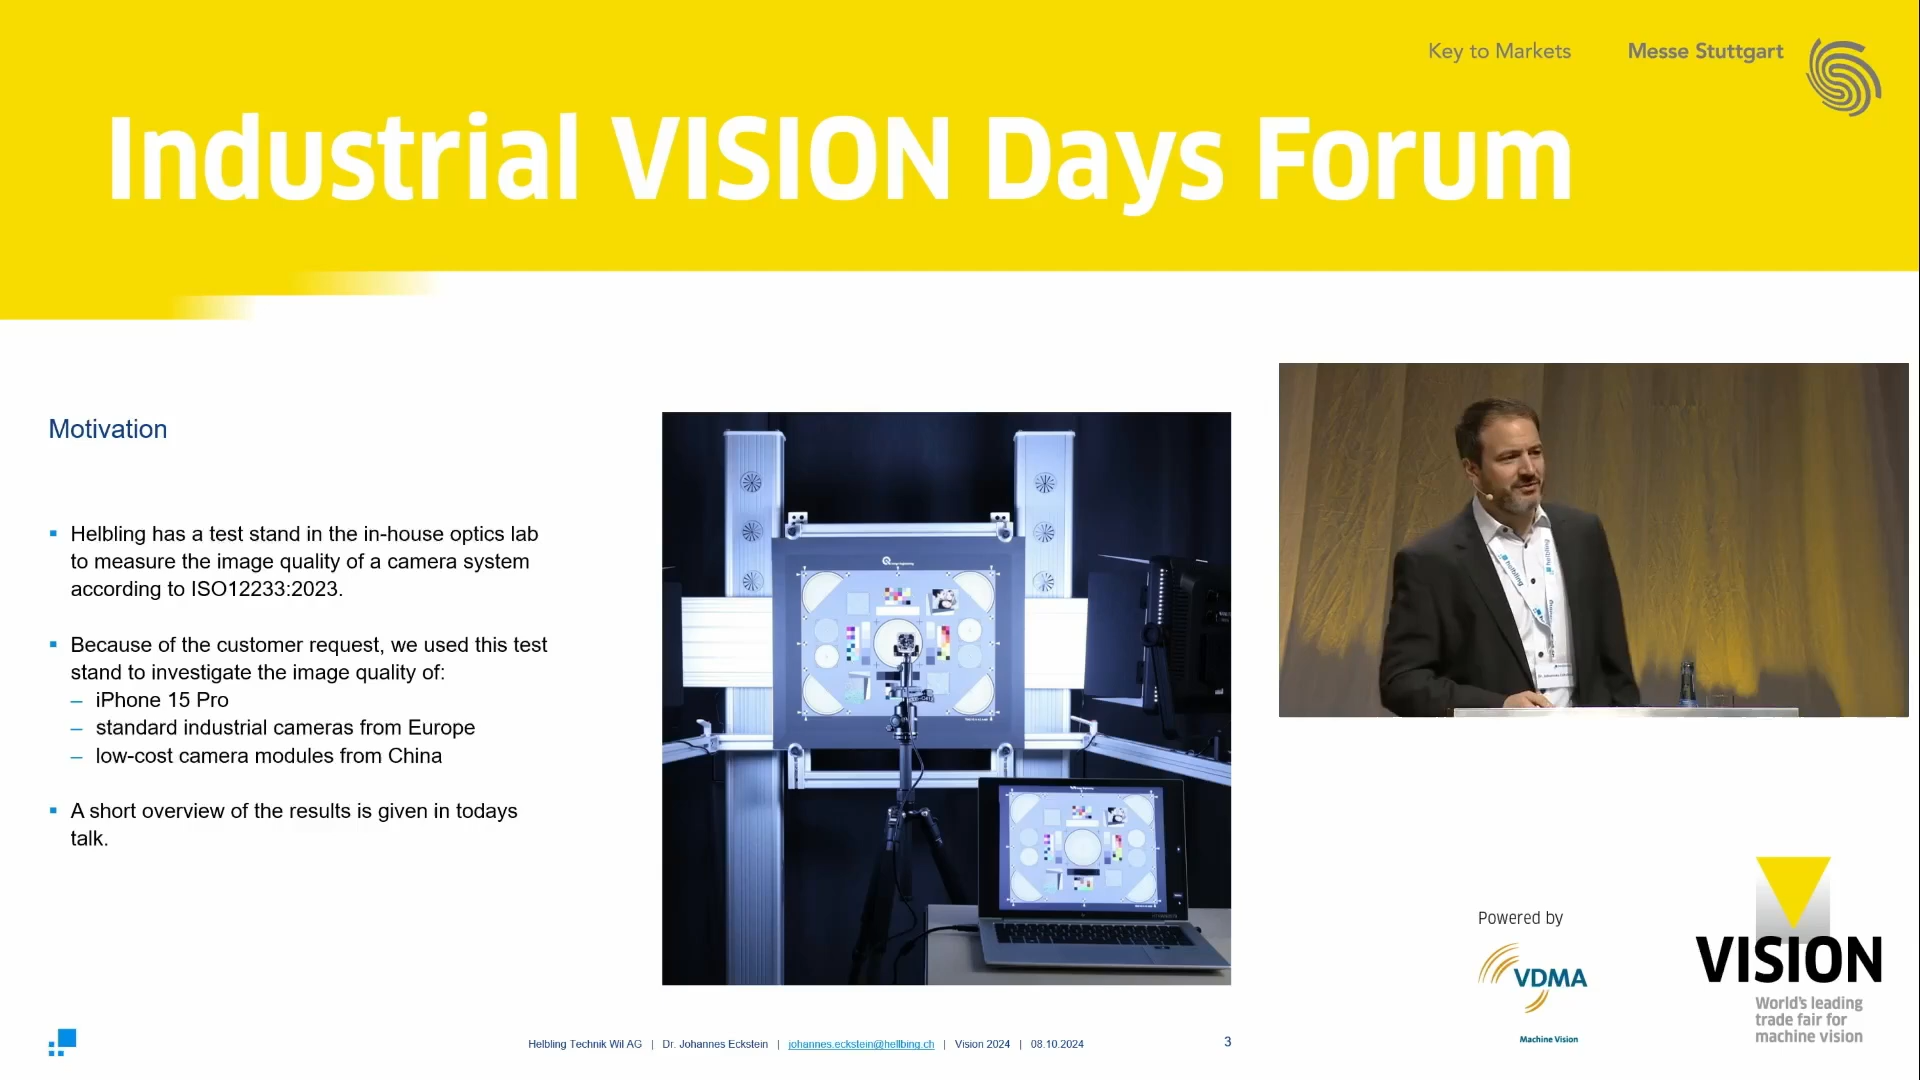 Key to Markets
Messe Stuttgart
Industrial VISION Days Forum
Motivation
Helbling has a test stand in the in-house optics lab
to measure the image quality of a camera system
according to ISO12233:2023.
Because of the customer request, we used this test
stand to investigate the image quality of:
– iPhone 15 Pro
– standard industrial cameras from Europe
– low-cost camera modules from China
A short overview of the results is given in todays
talk.
helbling
helbling
Powered by
VDMA
Machine Vision
VISION
World's leading
trade fair for
machine vision
Helbling Technik Wil AG | Dr. Johannes Eckstein | johannes.eckstein@hellbing.ch | Vision 2024 | 08.10.2024
3